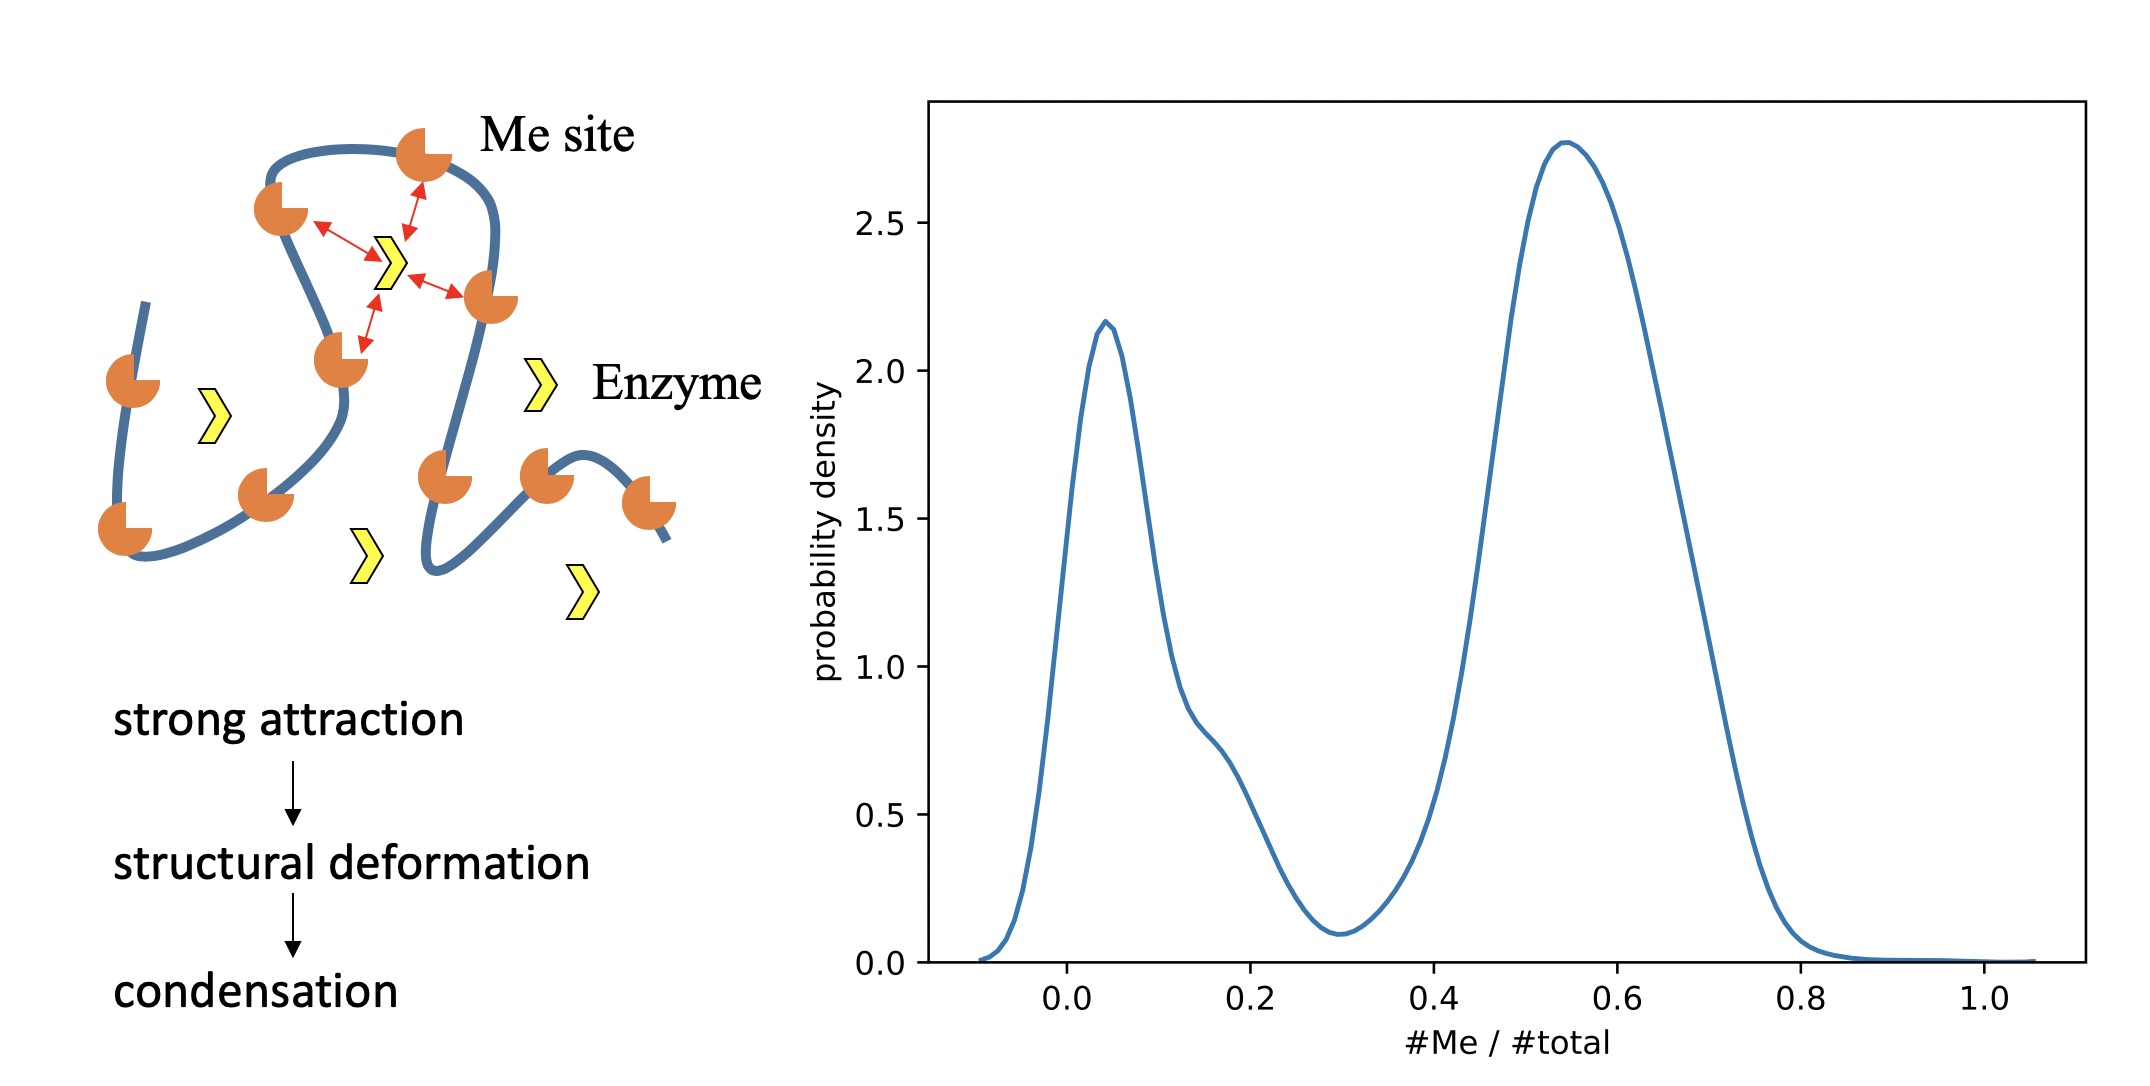 Me site
Enzyme
strong attraction
structural deformation
condensation
probability density
2.5
2.0
1.5
1.0
0.5
0.0
0.0 0.2 0.4 0.6 0.8 1.0
#Me / #total